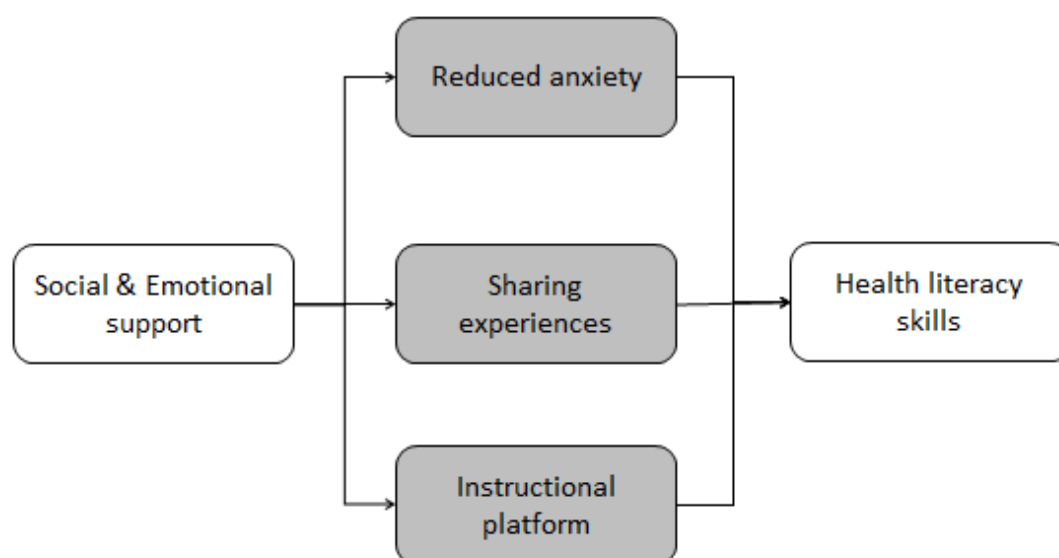 Reduced anxiety
Social & Emotional
support
Sharing
experiences
Health literacy
skills
Instructional
platform